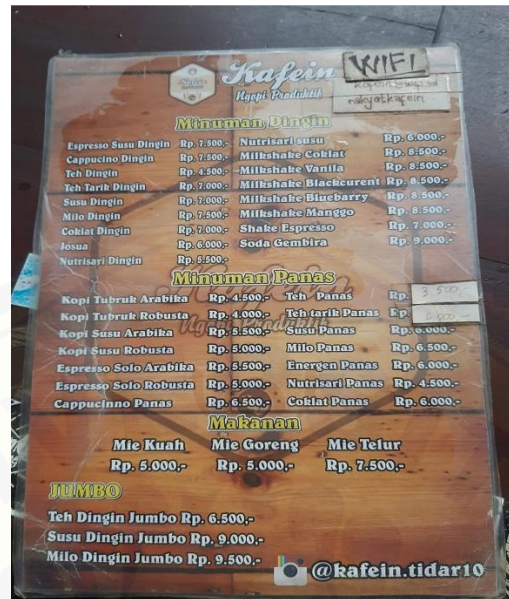 Kafein
Ngopi Produktif
WIFI
rakyatkafein
Minuman Dingin
Espresso Susu Dingin Rp. 7.500,-
Cappucino Dingin Rp. 7.500,-
Teh Dingin Rp. 4.500,-
Teh Tarik Dingin Rp. 7.000,-
Susu Dingin Rp. 7.000,-
Milo Dingin Rp. 7.500,-
Coklat Dingin Rp. 7.000,-
Josua Rp. 6.000,-
Nutrisari Dingin Rp. 5.500,-
Nutrisari susu Rp. 6.000,-
Milkshake Coklat Rp. 8.500,-
Milkshake Vanila Rp. 8.500,-
Milkshake Blackcurent Rp. 8.500,-
Milkshake Bluebarry Rp. 8.500,-
Milkshake Manggo Rp. 8.500,-
Shake Espresso Rp. 7.000,-
Soda Gembira Rp. 9.000,-
Minuman Panas
Kopi Tubruk Arabika Rp. 4.500,-
Kopi Tubruk Robusta Rp. 4.000,-
Kopi Susu Arabika Rp. 5.500,-
Kopi Susu Robusta Rp. 5.000,-
Espresso Solo Arabika Rp. 5.500,-
Espresso Solo Robusta Rp. 5.000,-
Cappucinno Panas Rp. 6.500,-
Teh Panas Rp. 3.500
Teh tarik Panas Rp. 6.000 -
Susu Panas Rp. 6.000,-
Milo Panas Rp. 6.500,-
Energen Panas Rp. 6.000,-
Nutrisari Panas Rp. 4.500,-
Coklat Panas Rp. 6.000,-
Ngopi Produktif
Makanan
Mie Kuah Mie Goreng Mie Telur
Rp. 5.000,- Rp. 5.000,- Rp. 7.500,-
JUMBO
Teh Dingin Jumbo Rp. 6.500,-
Susu Dingin Jumbo Rp. 9.000,-
Milo Dingin Jumbo Rp. 9.500,-
@kafein.tidar10